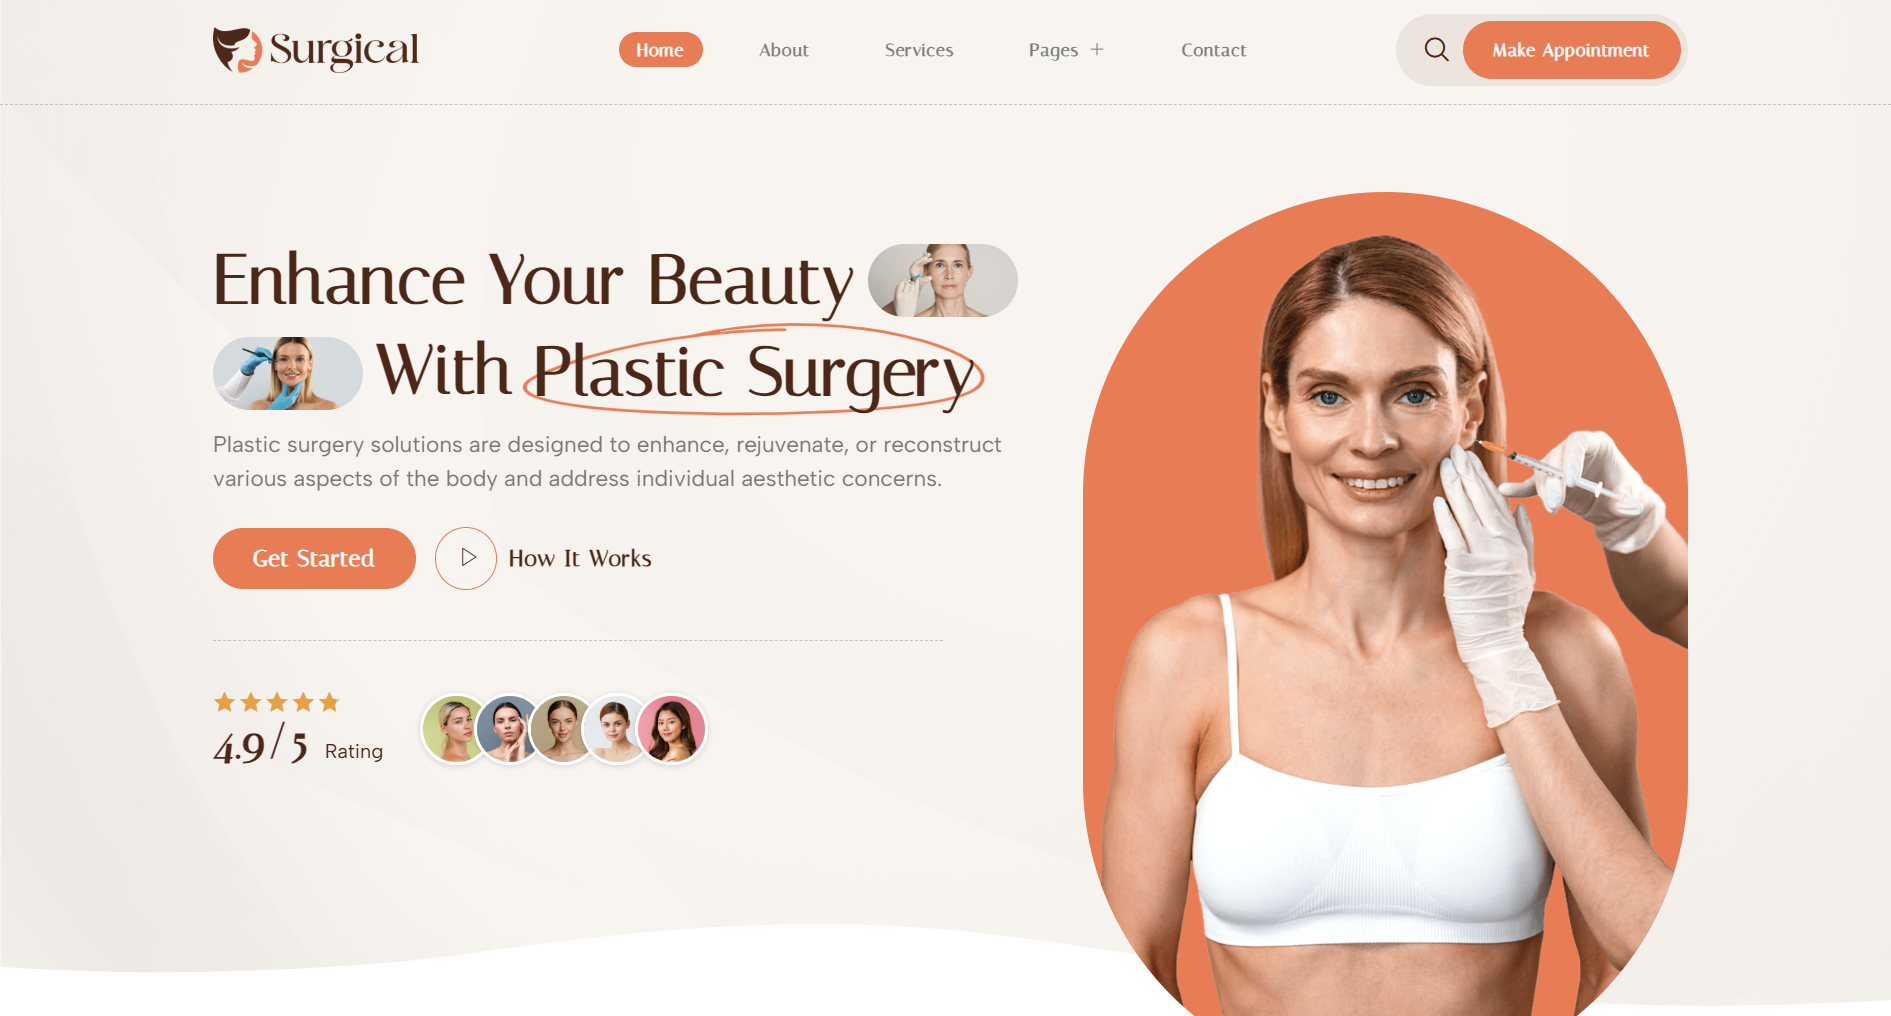 Surgical
Home
About
Services
Pages +
Contact
Make Appointment
Enhance Your Beauty
With Plastic Surgery
Plastic surgery solutions are designed to enhance, rejuvenate, or reconstruct
various aspects of the body and address individual aesthetic concerns.
Get Started
How It Works
4.9/5 Rating